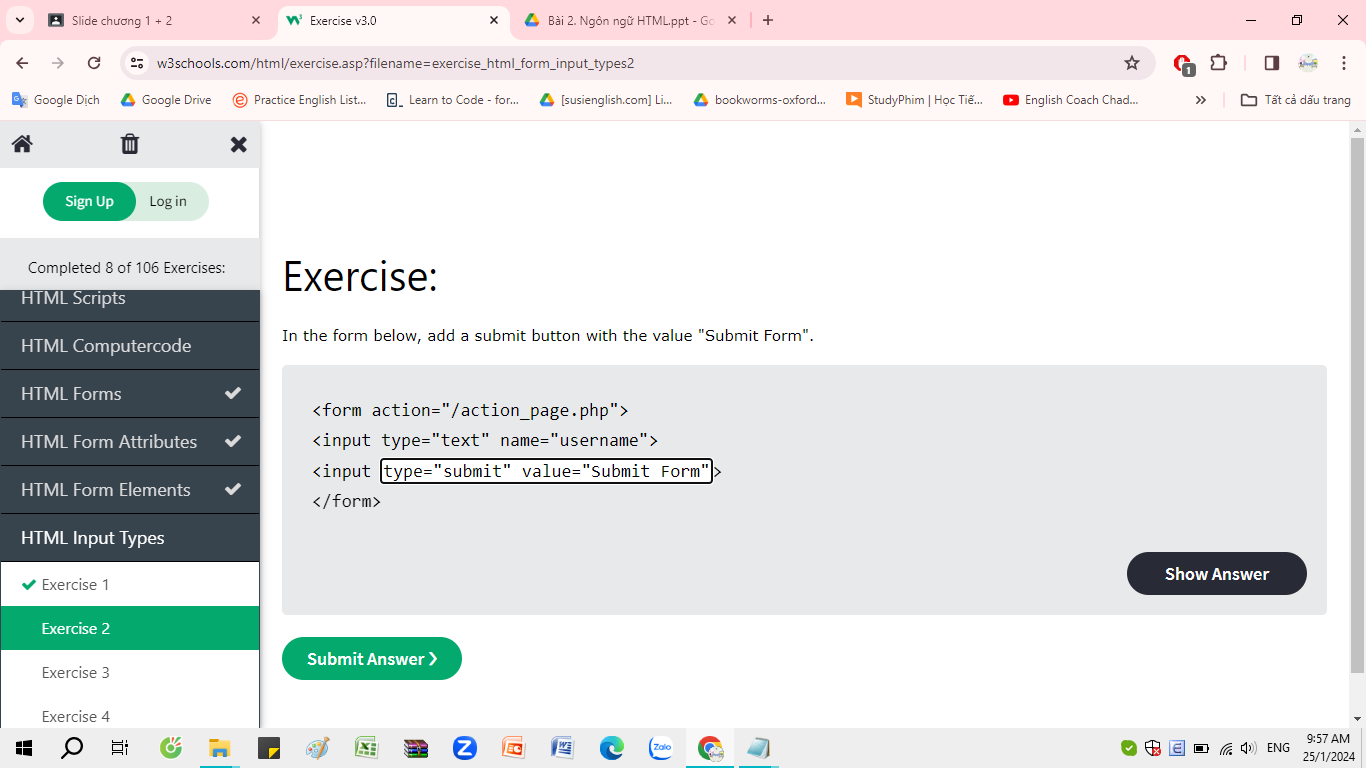 Slide chương 1 + 2
Exercise v3.0
Bài 2. Ngôn ngữ HTML.ppt - Go
w3schools.com/html/exercise.asp?filename=exercise_html_form_input_types2
1
Google Dịch
Google Drive
Practice English List...
Learn to Code - for...
[susienglish.com] Li...
bookworms-oxford...
StudyPhim | Học Tiế...
English Coach Chad...
Tất cả dấu trang
Sign Up
Log in
Completed 8 of 106 Exercises:
HTML Scripts
HTML Computercode
HTML Forms
HTML Form Attributes
HTML Form Elements
HTML Input Types
Exercise 1
Exercise 2
Exercise 3
Exercise 4
Exercise:
In the form below, add a submit button with the value "Submit Form".
<form action="/action_page.php">
<input type="text" name="username">
<input type="submit" value="Submit Form">
</form>
Show Answer
Submit Answer ❯
Zalo
ENG
9:57 AM
25/1/2024